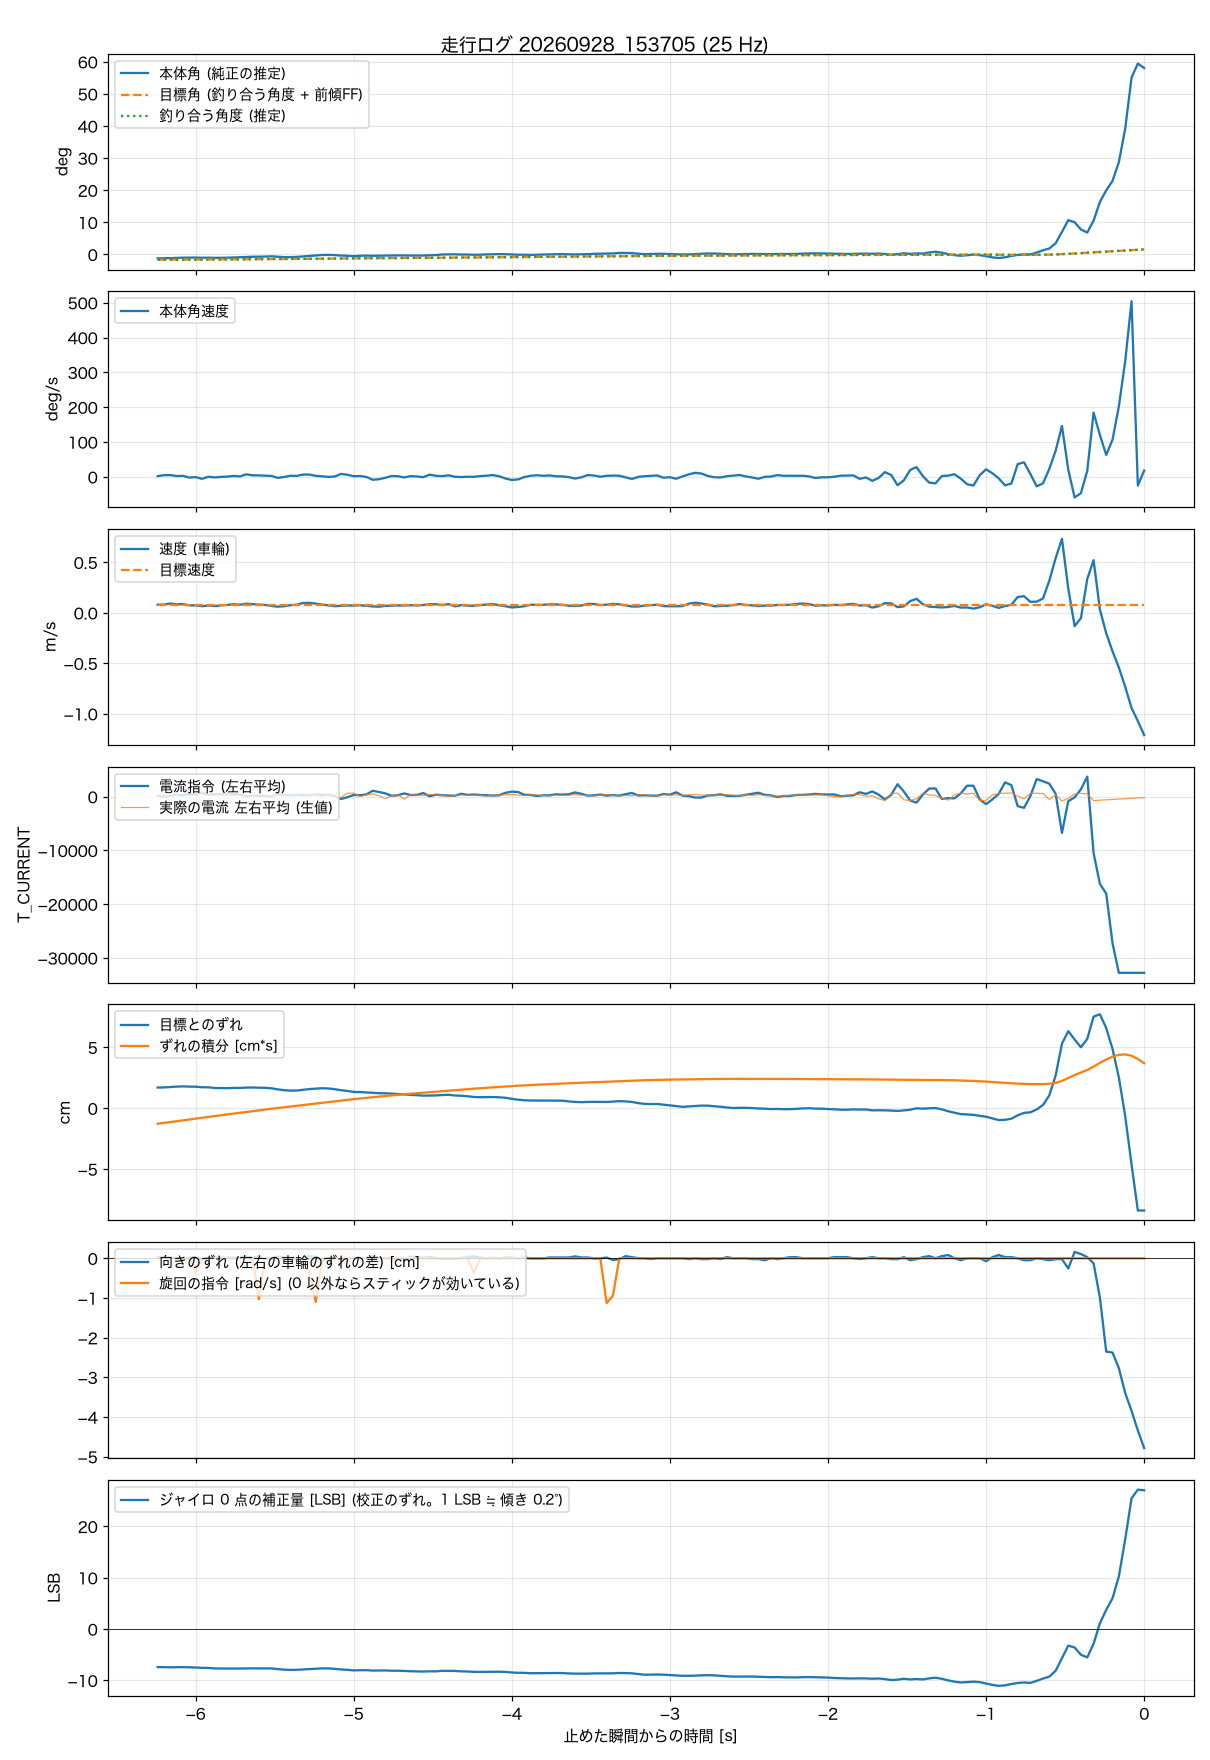 走行ログ 20260928_153705 (25 Hz)
60
50
40
30
20
10
0
deg
本体角 (純正の推定)
目標角 (釣り合う角度 + 前傾FF)
釣り合う角度 (推定)
500
400
300
200
100
0
deg/s
本体角速度
0.5
0.0
−0.5
−1.0
m/s
速度 (車輪)
目標速度
0
−10000
−20000
−30000
T_CURRENT
電流指令 (左右平均)
実際の電流 左右平均 (生値)
5
0
−5
cm
目標とのずれ
ずれの積分 [cm*s]
0
−1
−2
−3
−4
−5
向きのずれ (左右の車輪のずれの差) [cm]
旋回の指令 [rad/s] (0 以外ならスティックが効いている)
20
10
0
−10
LSB
ジャイロ 0 点の補正量 [LSB] (校正のずれ。1 LSB ≒ 傾き 0.2°)
−6 −5 −4 −3 −2 −1 0
止めた瞬間からの時間 [s]